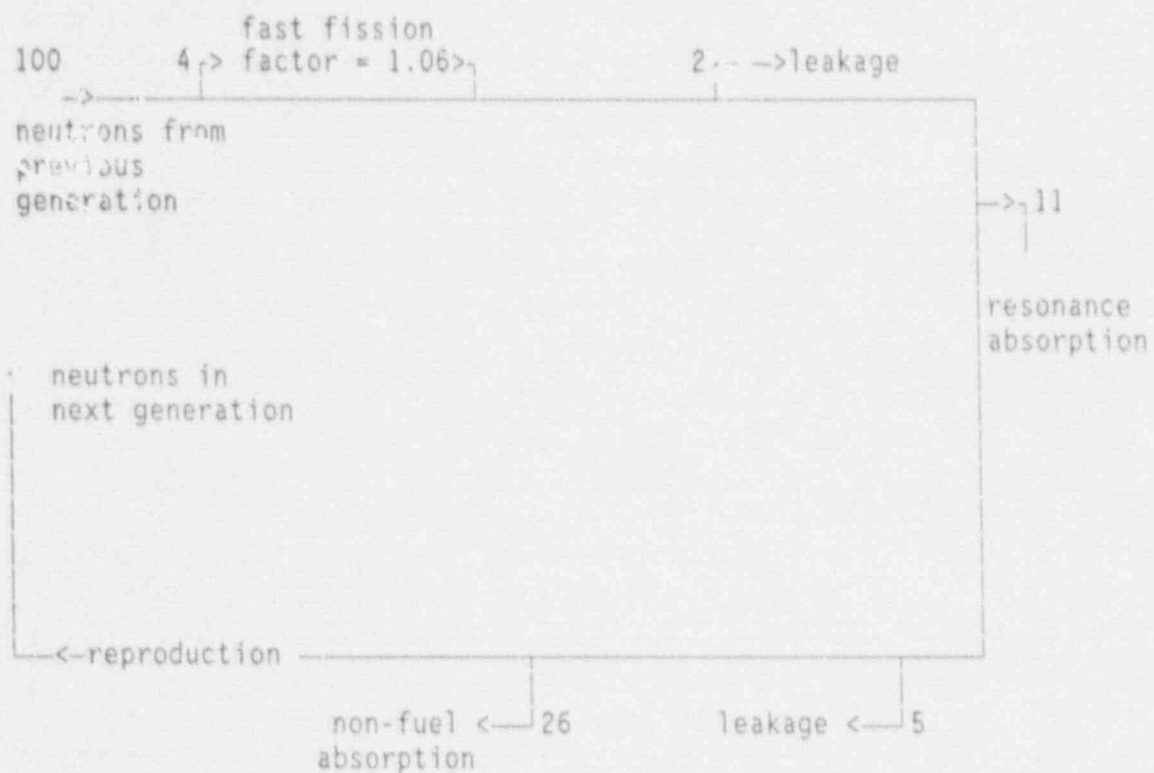 fast fission
100 4 > factor = 1.06>
2 - ->leakage
->
neutrons from
previous
generation
-> 11
resonance
absorption
neutrons in
next generation
<-reproduction
non-fuel < 26
absorption
leakage < 5